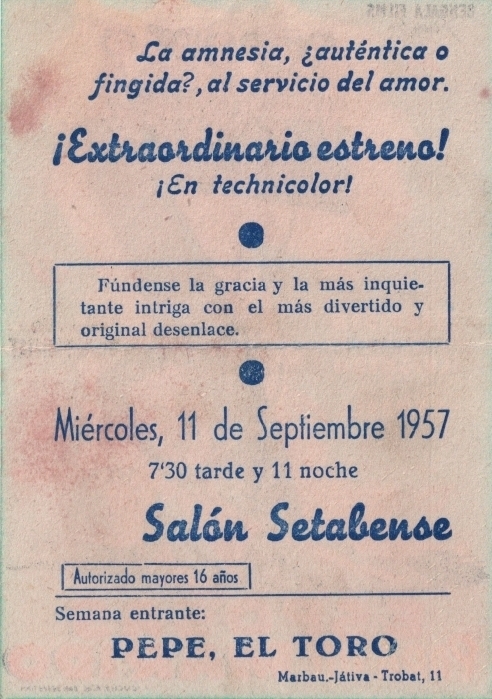 La amnesia, ¿auténtica o
fingida?, al servicio del amor.
¡Extraordinario estreno!
¡En technicolor!
Fúndense la gracia y la más inquie-
tante intriga con el más divertido y
original desenlace.
Miércoles, 11 de Septiembre 1957
7'30 tarde y 11 noche
Salón Setabense
Autorizado mayores 16 años
Semana entrante:
PEPE, EL TORO
Marbau.-Játiva - Trobat, 11